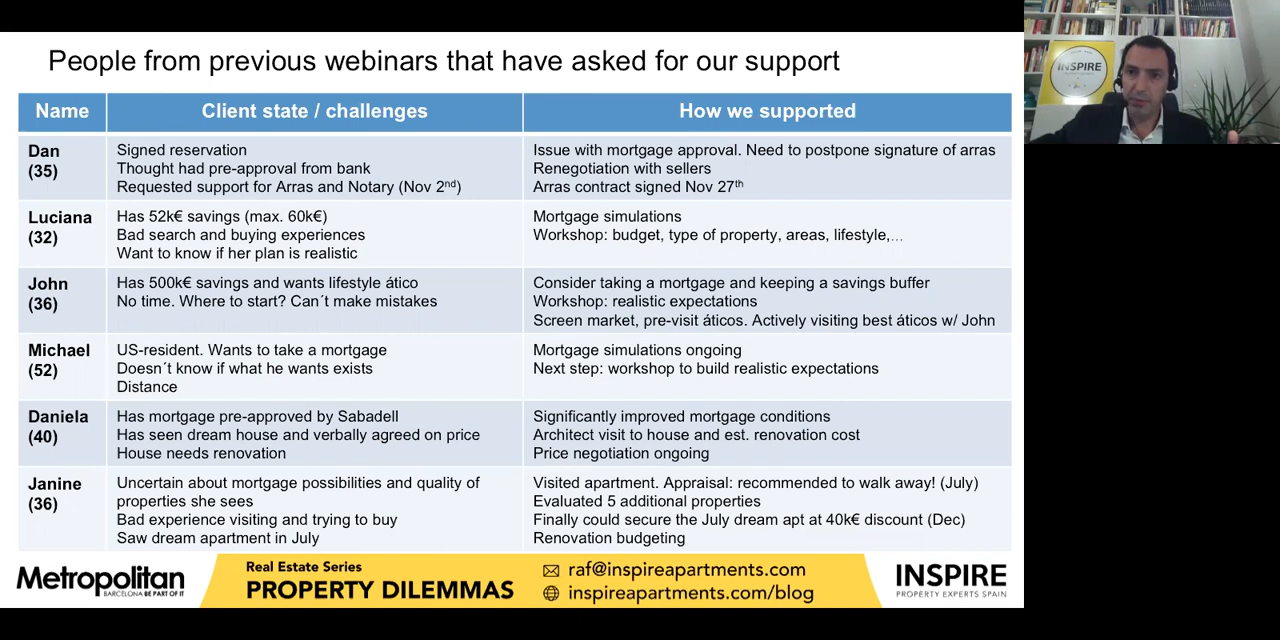 People from previous webinars that have asked for our support
Name
Client state / challenges
How we supported
Dan
(35)
Signed reservation
Thought had pre-approval from bank
Requested support for Arras and Notary (Nov 2nd)
Issue with mortgage approval. Need to postpone signature of arras
Renegotiation with sellers
Arras contract signed Nov 27th
Luciana
(32)
Has 52k€ savings (max. 60k€)
Bad search and buying experiences
Want to know if her plan is realistic
Mortgage simulations
Workshop: budget, type of property, areas, lifestyle,...
John
(36)
Has 500k€ savings and wants lifestyle ático
No time. Where to start? Can´t make mistakes
Consider taking a mortgage and keeping a savings buffer
Workshop: realistic expectations
Screen market, pre-visit áticos. Actively visiting best áticos w/ John
Michael
(52)
US-resident. Wants to take a mortgage
Doesn´t know if what he wants exists
Distance
Mortgage simulations ongoing
Next step: workshop to build realistic expectations
Daniela
(40)
Has mortgage pre-approved by Sabadell
Has seen dream house and verbally agreed on price
House needs renovation
Significantly improved mortgage conditions
Architect visit to house and est. renovation cost
Price negotiation ongoing
Janine
(36)
Uncertain about mortgage possibilities and quality of
properties she sees
Bad experience visiting and trying to buy
Saw dream apartment in July
Visited apartment. Appraisal: recommended to walk away! (July)
Evaluated 5 additional properties
Finally could secure the July dream apt at 40k€ discount (Dec)
Renovation budgeting
Metropolitan
BARCELONA BE PART OF IT
Real Estate Series
PROPERTY DILEMMAS
raf@inspireapartments.com
inspireapartments.com/blog
INSPIRE
PROPERTY EXPERTS SPAIN
INSPIRE